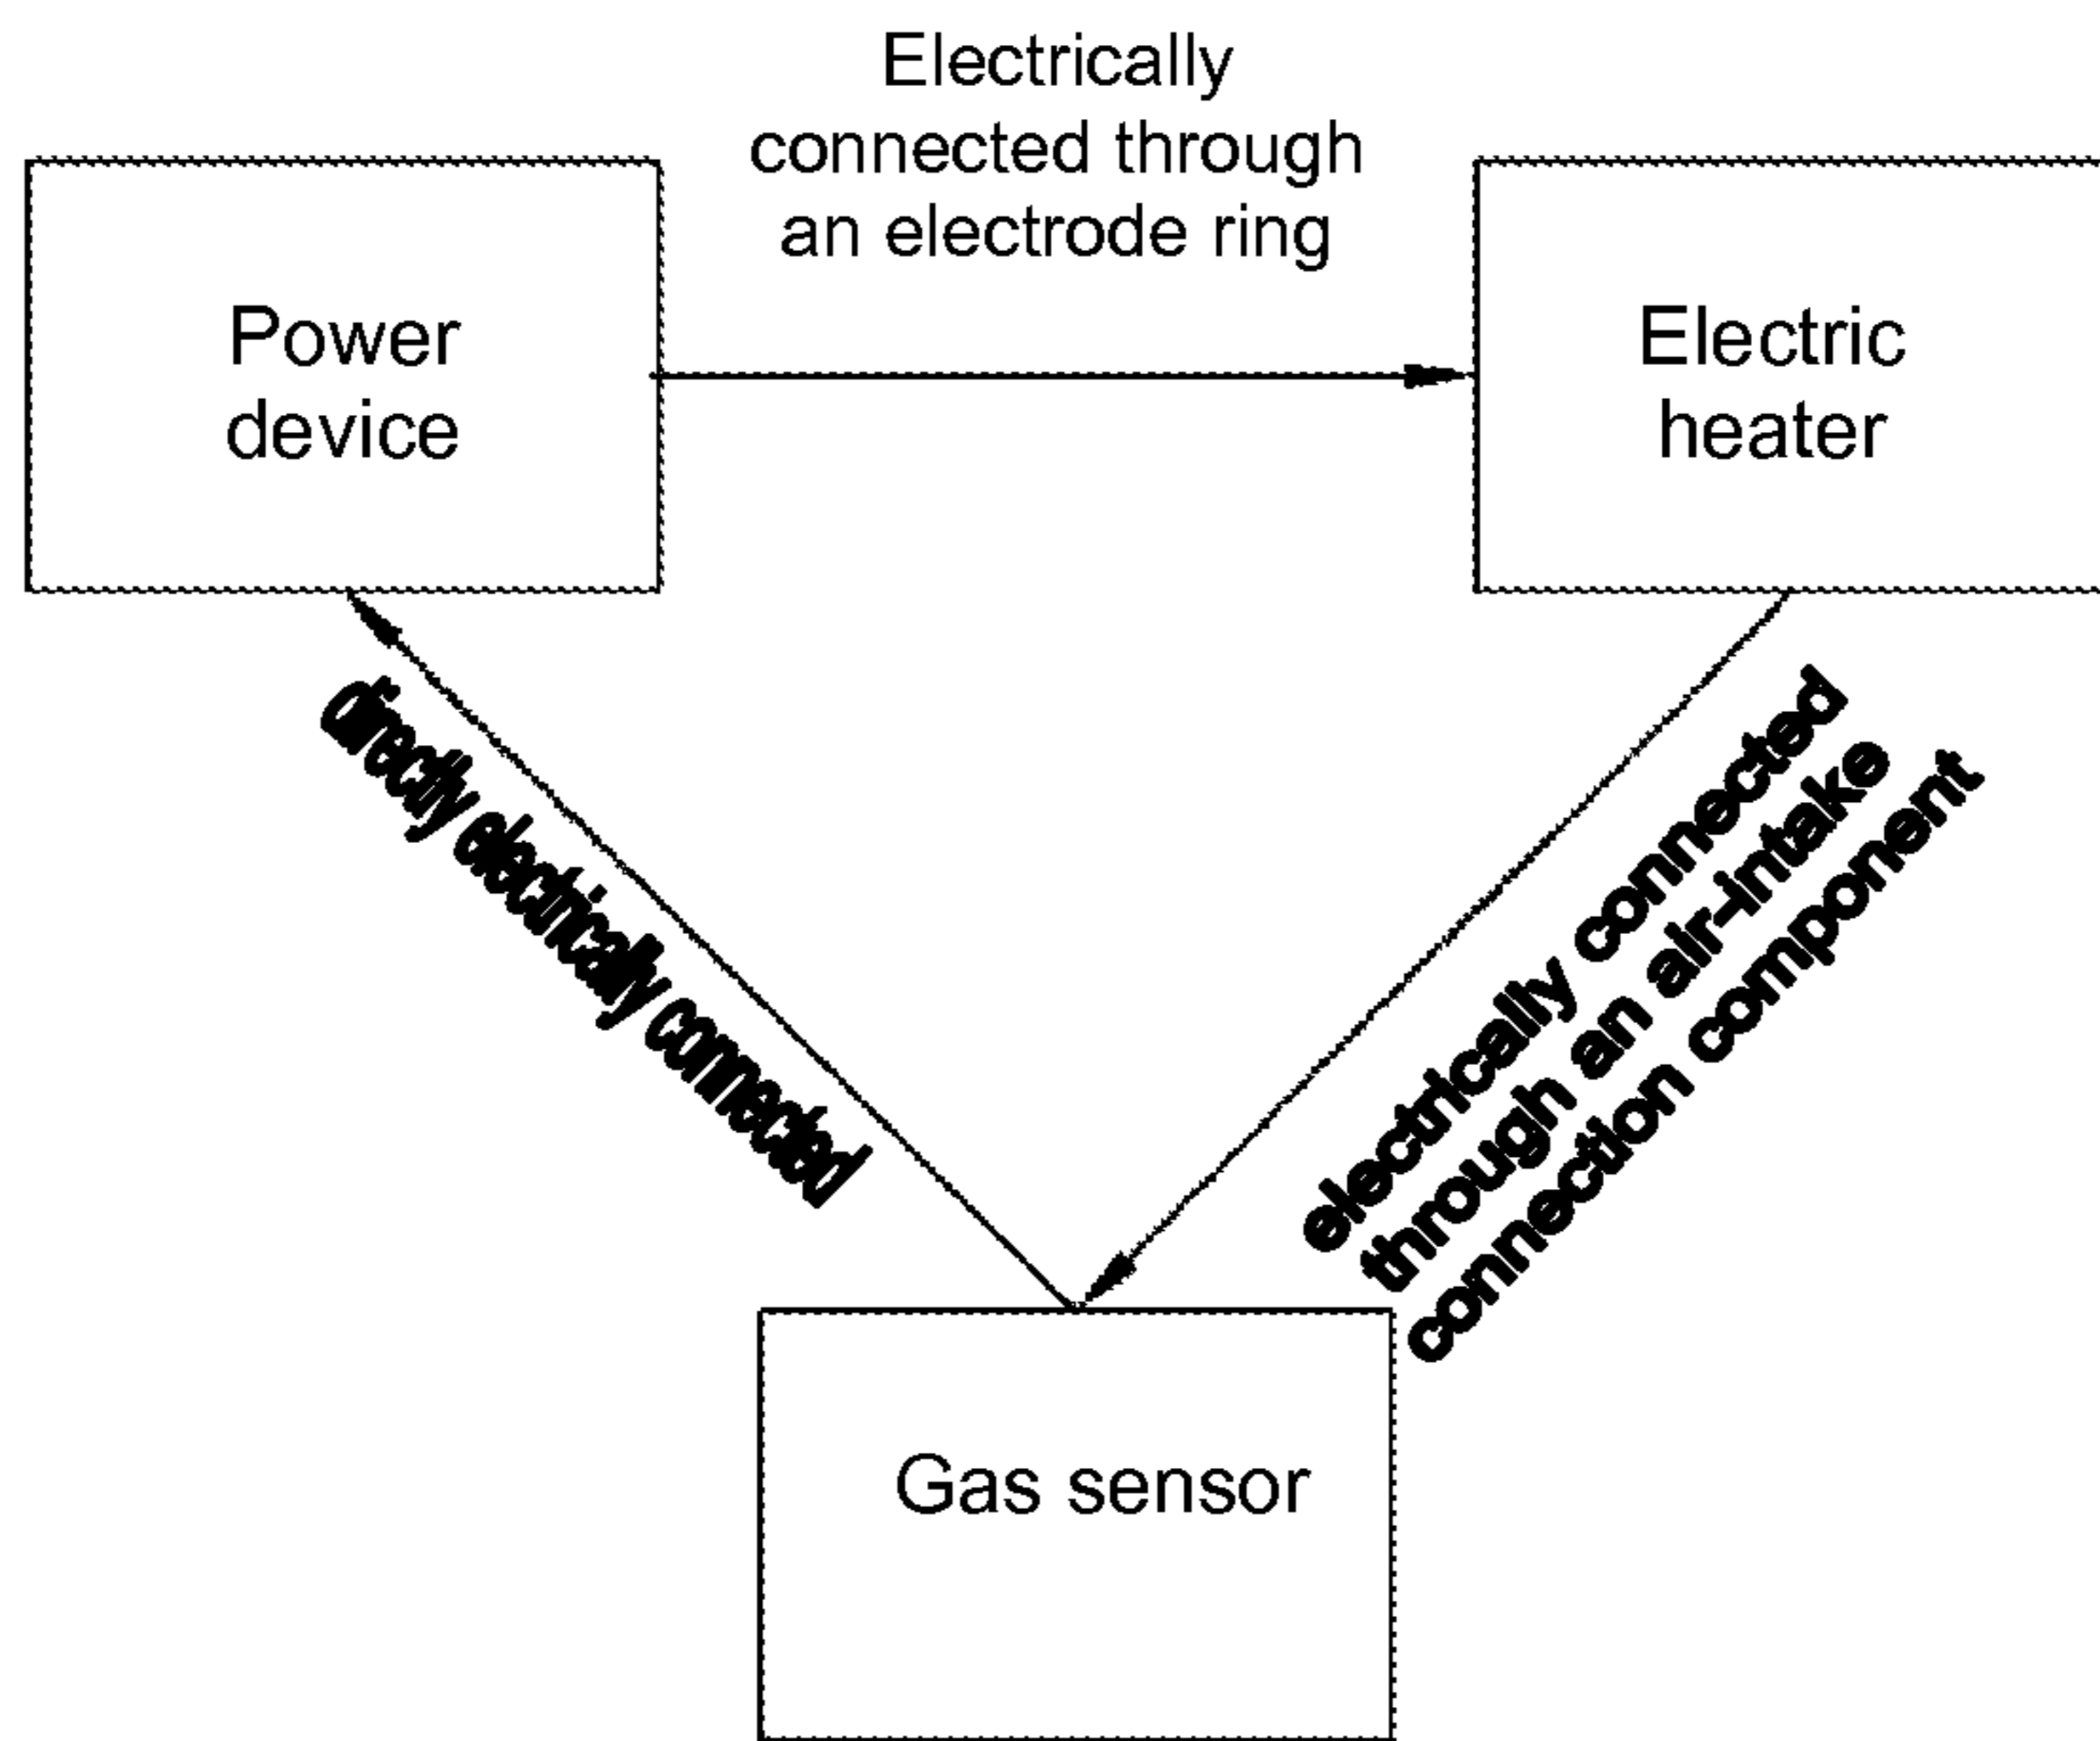 Electrically
connected through
an electrode ring
Power
device
Electric
heater
directly electrically connected
electrically connected
through an air-intake
connection component
Gas sensor